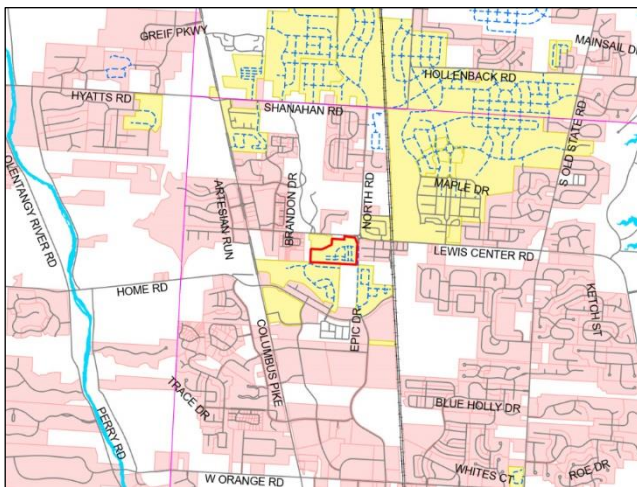 GREIF PKWY
MAINSAIL DR
HOLLENBACK RD
HYATTS RD
SHANAHAN RD
S OLD STATE RD
OLENTANGY RIVER RD
ARTESIAN RUN
BRANDON DR
NORTH RD
MAPLE DR
LEWIS CENTER RD
HOME RD
KETCH ST
COLUMBUS PIKE
EPIC DR
TRACE DR
BLUE HOLLY DR
PERRY RD
WHITES CT
ROE DR
W ORANGE RD